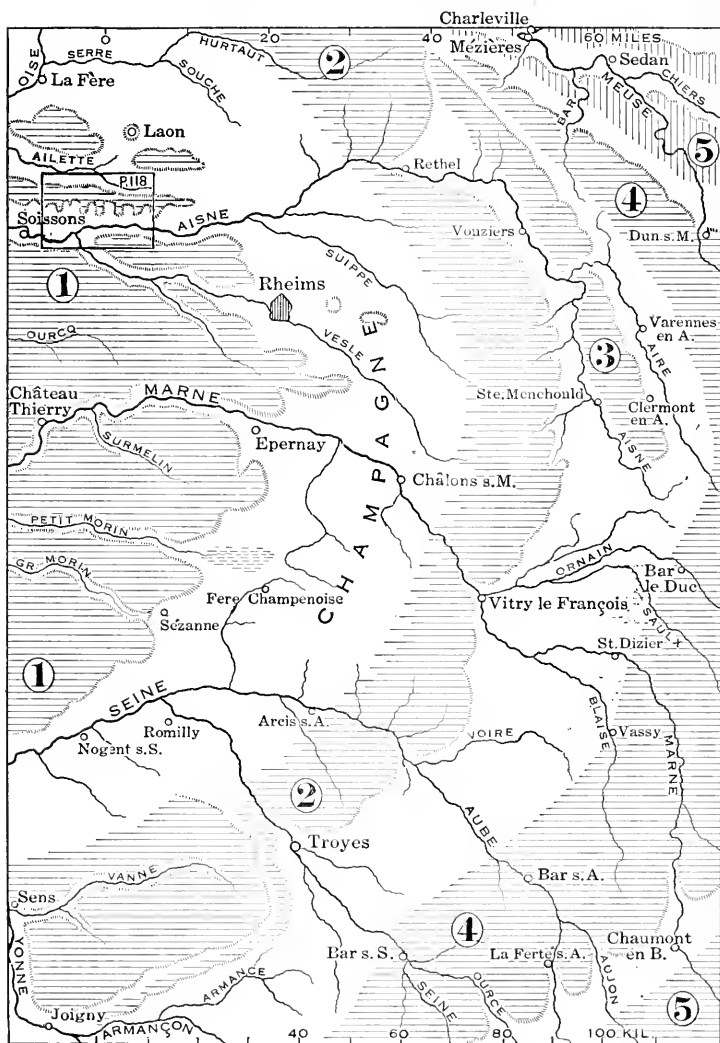 Charleville
0
20
40
60 MILES
OISE
SERRE
HURTAUT
2
Mézières
Sedan
La Fère
SOUCHE
BAR
MEUSE
CHIERS
Laon
5
AILETTE
P.118
Rethel
4
Soissons
AISNE
Vouziers
Dun s.M.
SUIPPE
1
Rheims
OURCQ
VESLE
Varennes
en A.
3
AIRE
Château
Thierry
MARNE
Ste. Menehould
Clermont
en A.
SURMELIN
Epernay
AISNE
CHAMPAGNE
Châlons s.M.
PETIT MORIN
ORNAIN
GR. MORIN
Bar
le Duc
Fere Champenoise
Vitry le François
Sézanne
SAULX
St. Dizier
1
SEINE
BLAISE
Arcis s.A.
Romilly
Vassy
MARNE
Nogent s.S.
VOIRE
2
AUBE
Troyes
VANNE
Bar s.A.
Sens
4
Chaumont
en B.
Bar s.S.
La Ferte s.A.
YONNE
ARMANCE
AUJON
OURCE
SEINE
5
Joigny
ARMANÇON
20
40
60
80
100 KIL